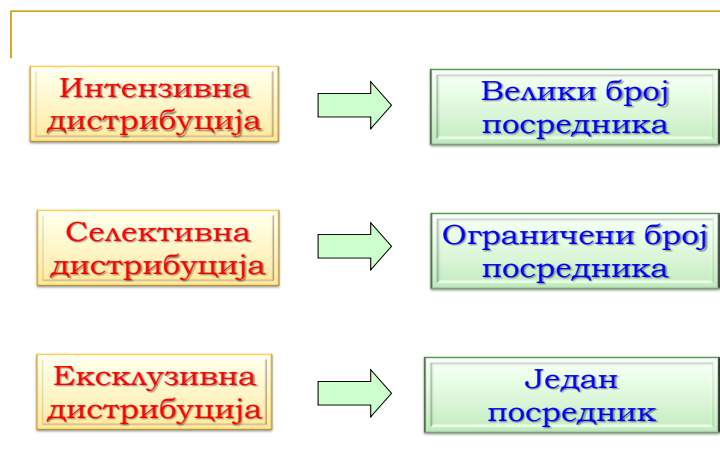 Интензивна
дистрибуција
Велики број
посредника
Селективна
дистрибуција
Ограничени број
посредника
Ексклузивна
дистрибуција
Један
посредник